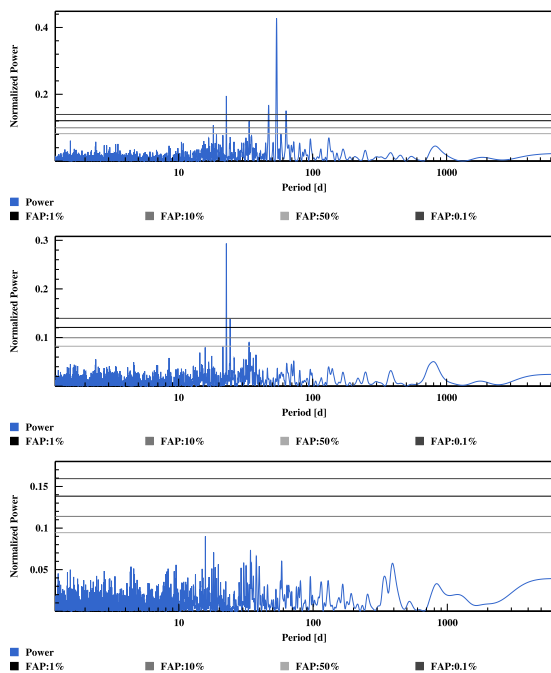 0.4
0.2
Normalized Power
10 100 1000
Period [d]
Power
FAP:1% FAP:10% FAP:50% FAP:0.1%
0.3
0.2
0.1
Normalized Power
10 100 1000
Period [d]
Power
FAP:1% FAP:10% FAP:50% FAP:0.1%
0.15
0.1
0.05
Normalized Power
10 100 1000
Period [d]
Power
FAP:1% FAP:10% FAP:50% FAP:0.1%